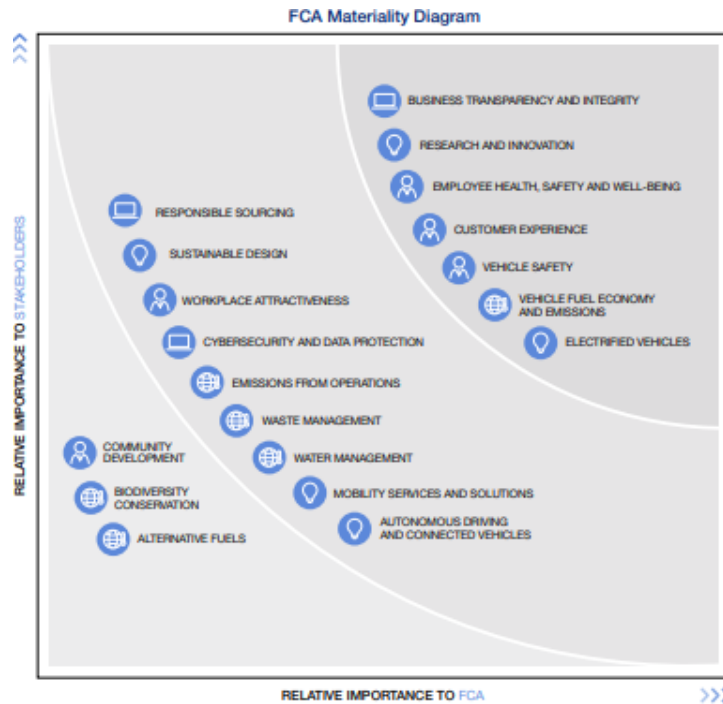 FCA Materiality Diagram
RELATIVE IMPORTANCE TO STAKEHOLDERS
BUSINESS TRANSPARENCY AND INTEGRITY
RESEARCH AND INNOVATION
EMPLOYEE HEALTH, SAFETY AND WELL-BEING
CUSTOMER EXPERIENCE
VEHICLE SAFETY
VEHICLE FUEL ECONOMY
AND EMISSIONS
ELECTRIFIED VEHICLES
RESPONSIBLE SOURCING
SUSTAINABLE DESIGN
WORKPLACE ATTRACTIVENESS
CYBERSECURITY AND DATA PROTECTION
EMISSIONS FROM OPERATIONS
WASTE MANAGEMENT
WATER MANAGEMENT
MOBILITY SERVICES AND SOLUTIONS
AUTONOMOUS DRIVING
AND CONNECTED VEHICLES
COMMUNITY
DEVELOPMENT
BIODIVERSITY
CONSERVATION
ALTERNATIVE FUELS
RELATIVE IMPORTANCE TO FCA